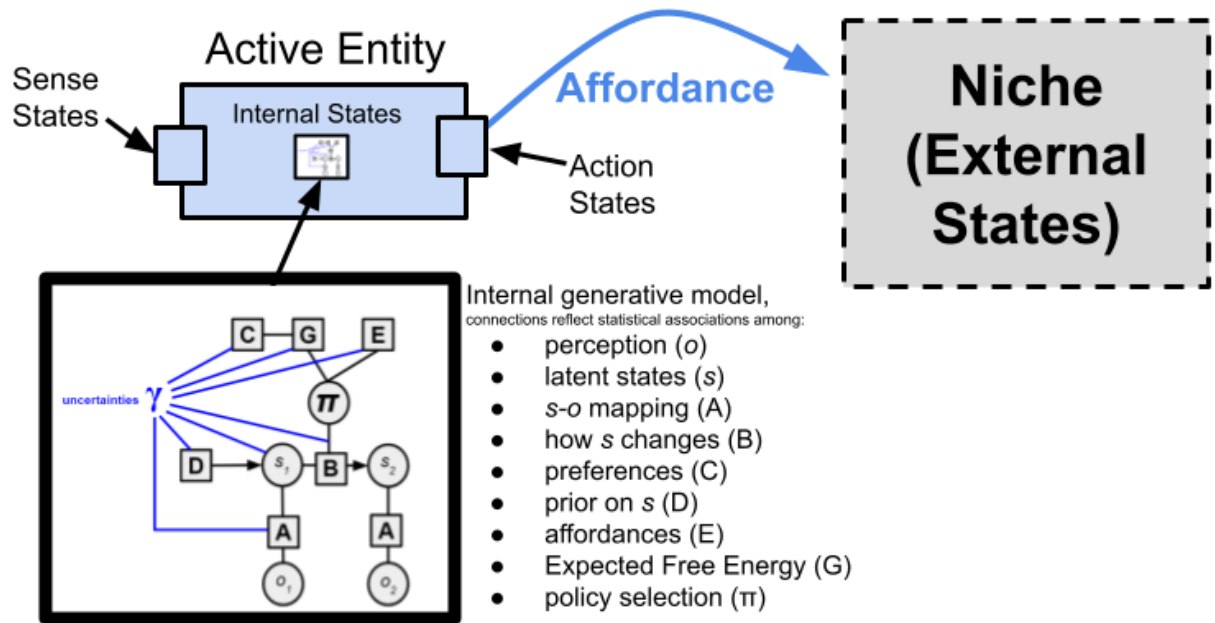 Active Entity
Sense
States
Internal States
Affordance
Action
States
Niche
(External
States)
C
G
E
uncertainties γ
π
D
s1
B
s2
A
A
o1
o2
Internal generative model,
connections reflect statistical associations among:
● perception (o)
● latent states (s)
● s-o mapping (A)
● how s changes (B)
● preferences (C)
● prior on s (D)
● affordances (E)
● Expected Free Energy (G)
● policy selection (π)